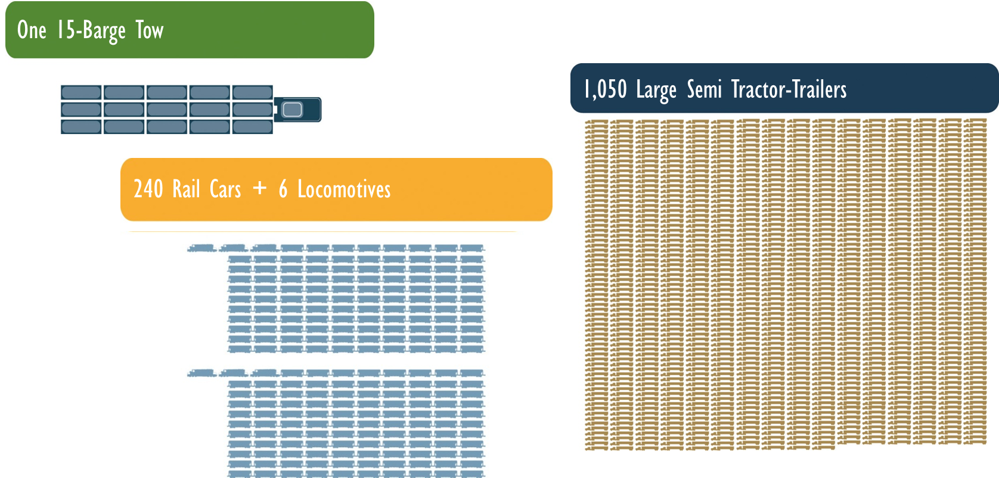 One 15-Barge Tow
1,050 Large Semi Tractor-Trailers
240 Rail Cars + 6 Locomotives